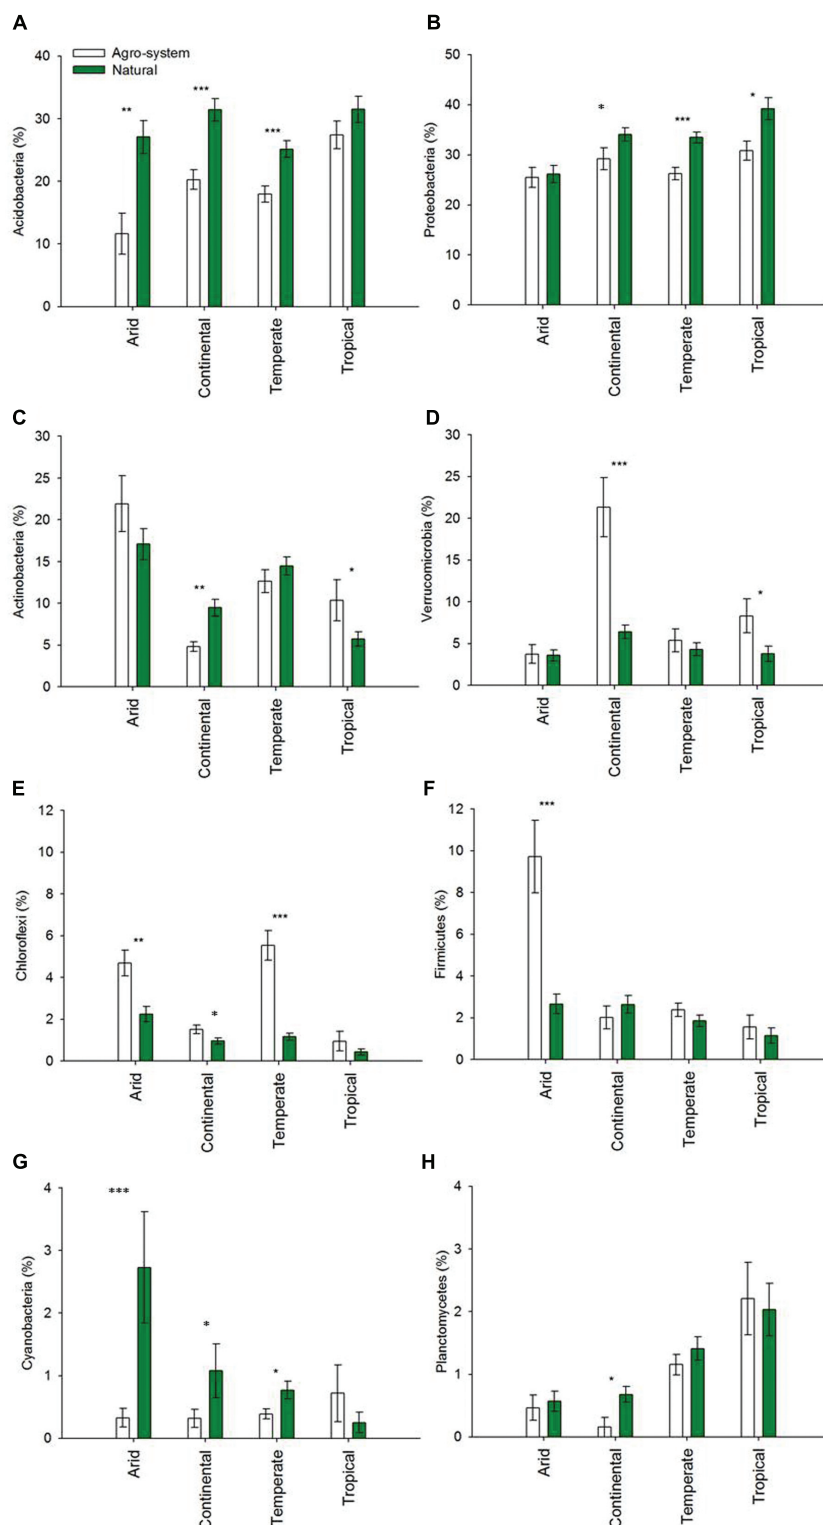 A
Agro-system
Natural
Acidobacteria (%)
40
30
20
10
0
**
***
***
Arid
Continental
Temperate
Tropical
B
Proteobacteria (%)
50
40
30
20
10
0
*
***
*
Arid
Continental
Temperate
Tropical
C
Actinobacteria (%)
30
25
20
15
10
5
0
**
*
Arid
Continental
Temperate
Tropical
D
Verrucomicrobia (%)
30
25
20
15
10
5
0
***
*
Arid
Continental
Temperate
Tropical
E
Chloroflexi (%)
12
10
8
6
4
2
0
**
*
***
Arid
Continental
Temperate
Tropical
F
Firmicutes (%)
12
10
8
6
4
2
0
***
Arid
Continental
Temperate
Tropical
G
Cyanobacteria (%)
4
3
2
1
0
***
*
*
Arid
Continental
Temperate
Tropical
H
Planctomycetes (%)
4
3
2
1
0
*
Arid
Continental
Temperate
Tropical